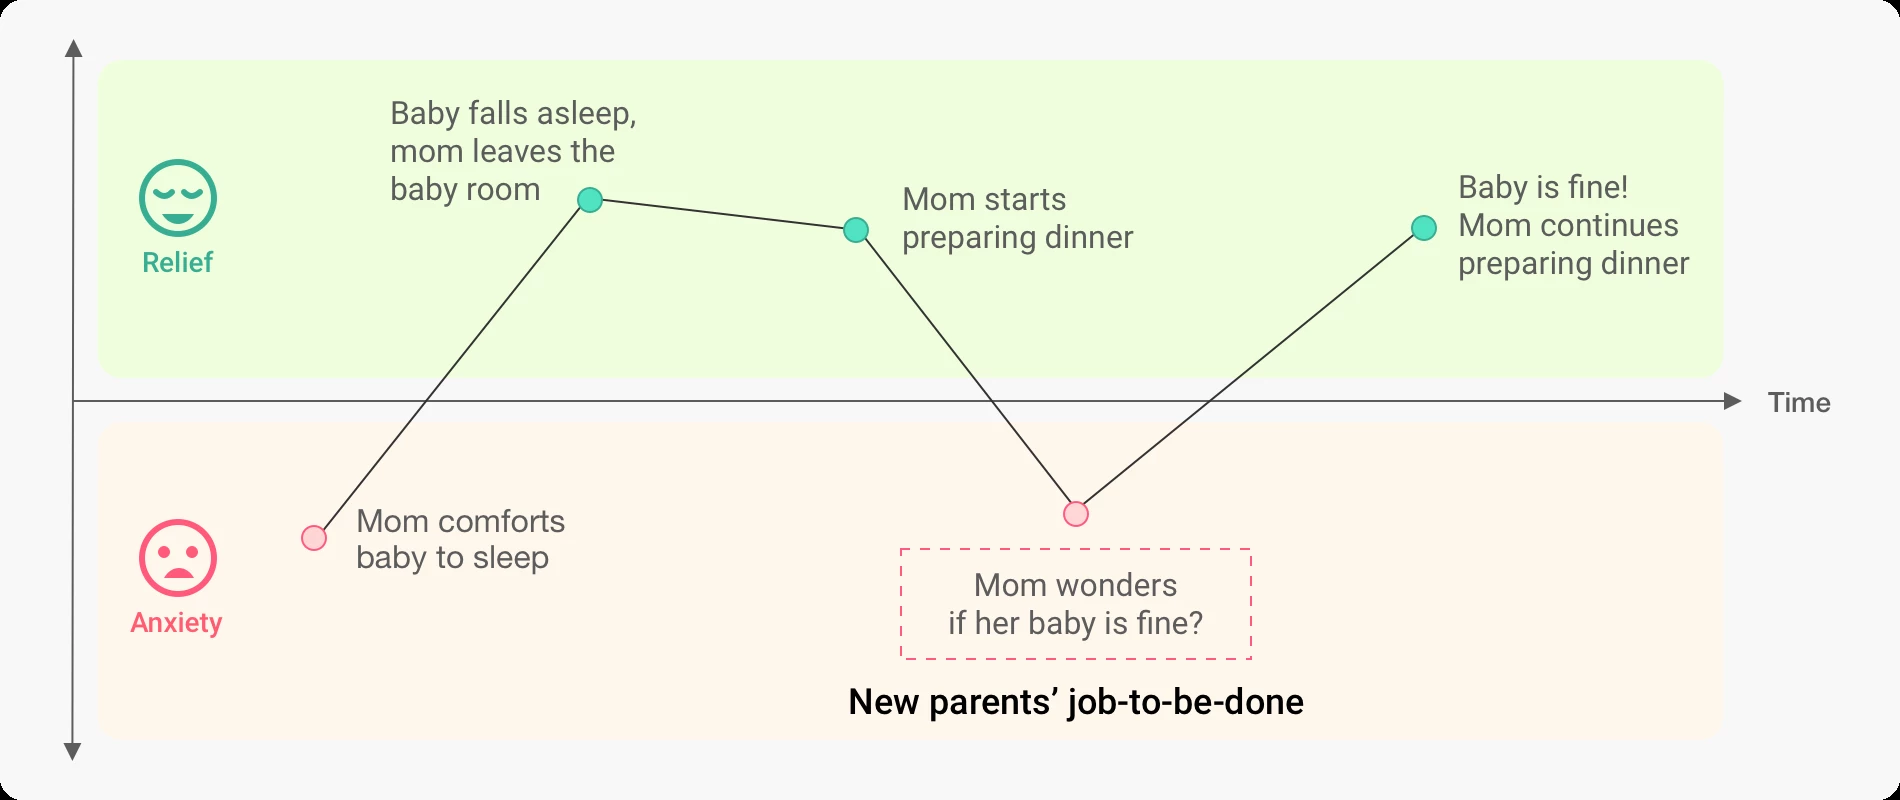 Baby falls asleep,
mom leaves the
baby room
Mom starts
preparing dinner
Baby is fine!
Mom continues
preparing dinner
Relief
Time
Mom comforts
baby to sleep
Anxiety
Mom wonders
if her baby is fine?
New parents’ job-to-be-done